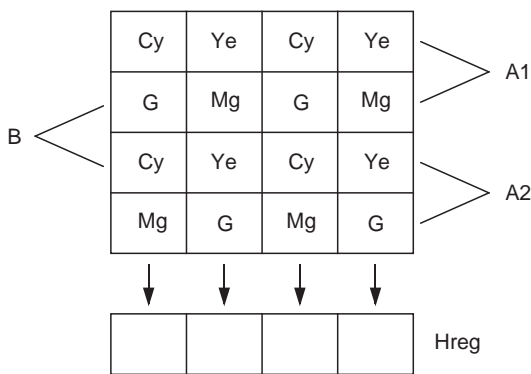 Cy Ye Cy Ye
A1
G Mg G Mg
B
Cy Ye Cy Ye
A2
Mg G Mg G
Hreg